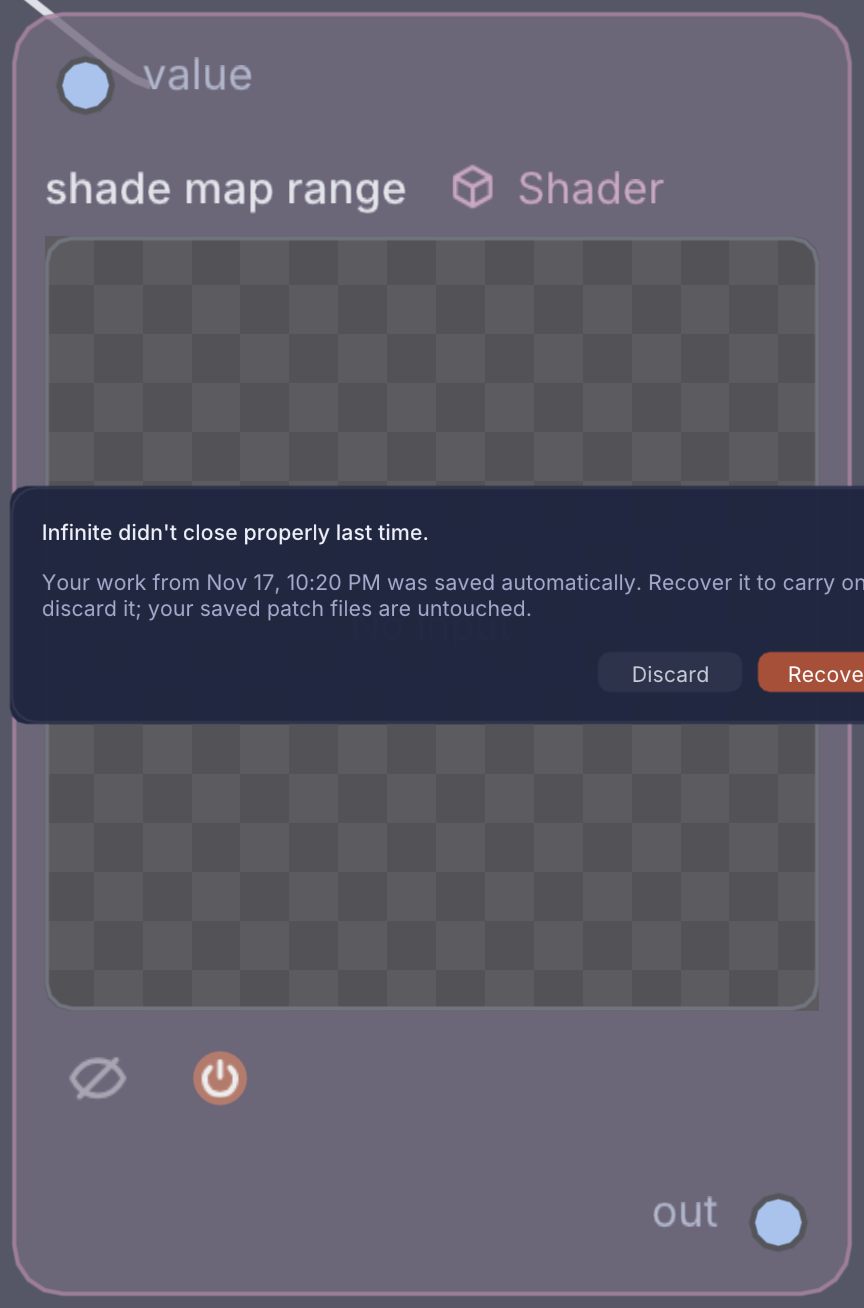 value
shade map range Shader
Infinite didn't close properly last time.
Your work from Nov 17, 10:20 PM was saved automatically. Recover it to carry on
discard it; your saved patch files are untouched.
No input
Discard Recove
out